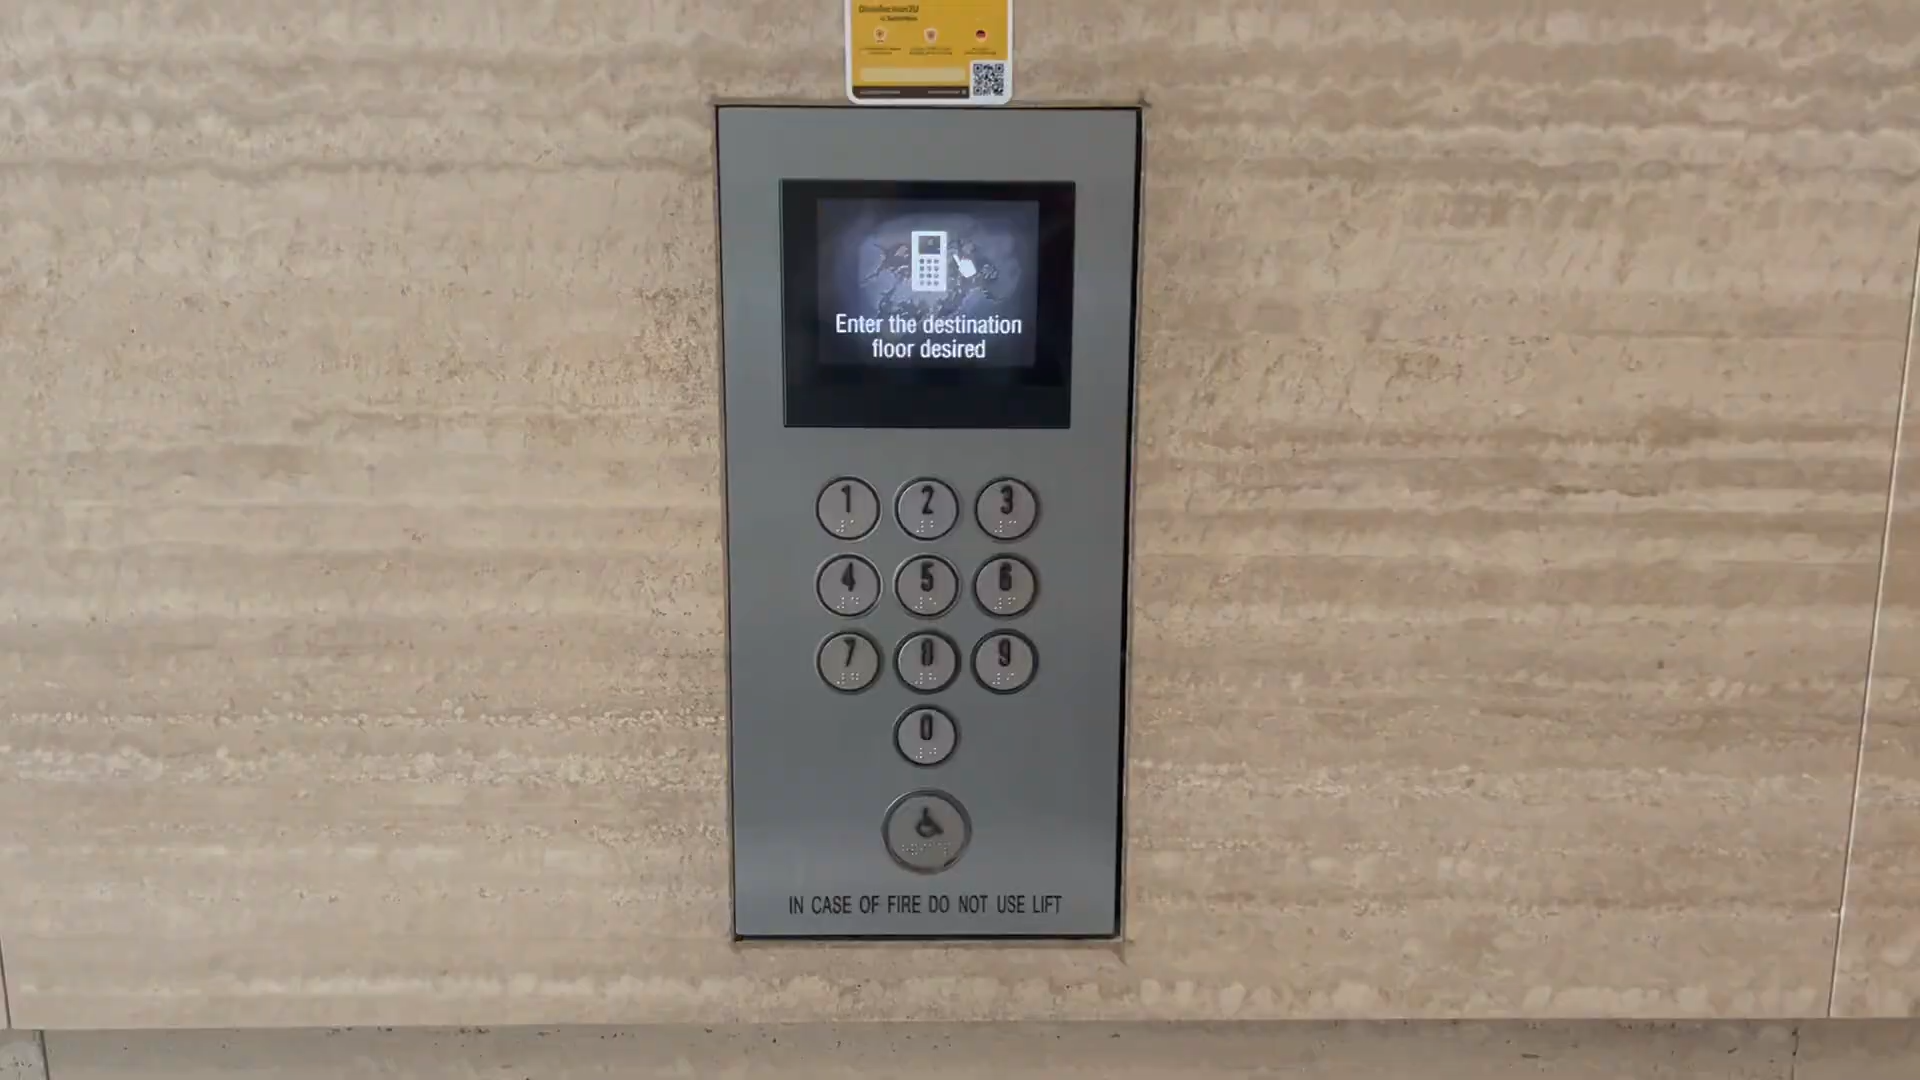 Enter the destination
floor desired
1 2 3
4 5 6
7 8 9
0
IN CASE OF FIRE DO NOT USE LIFT